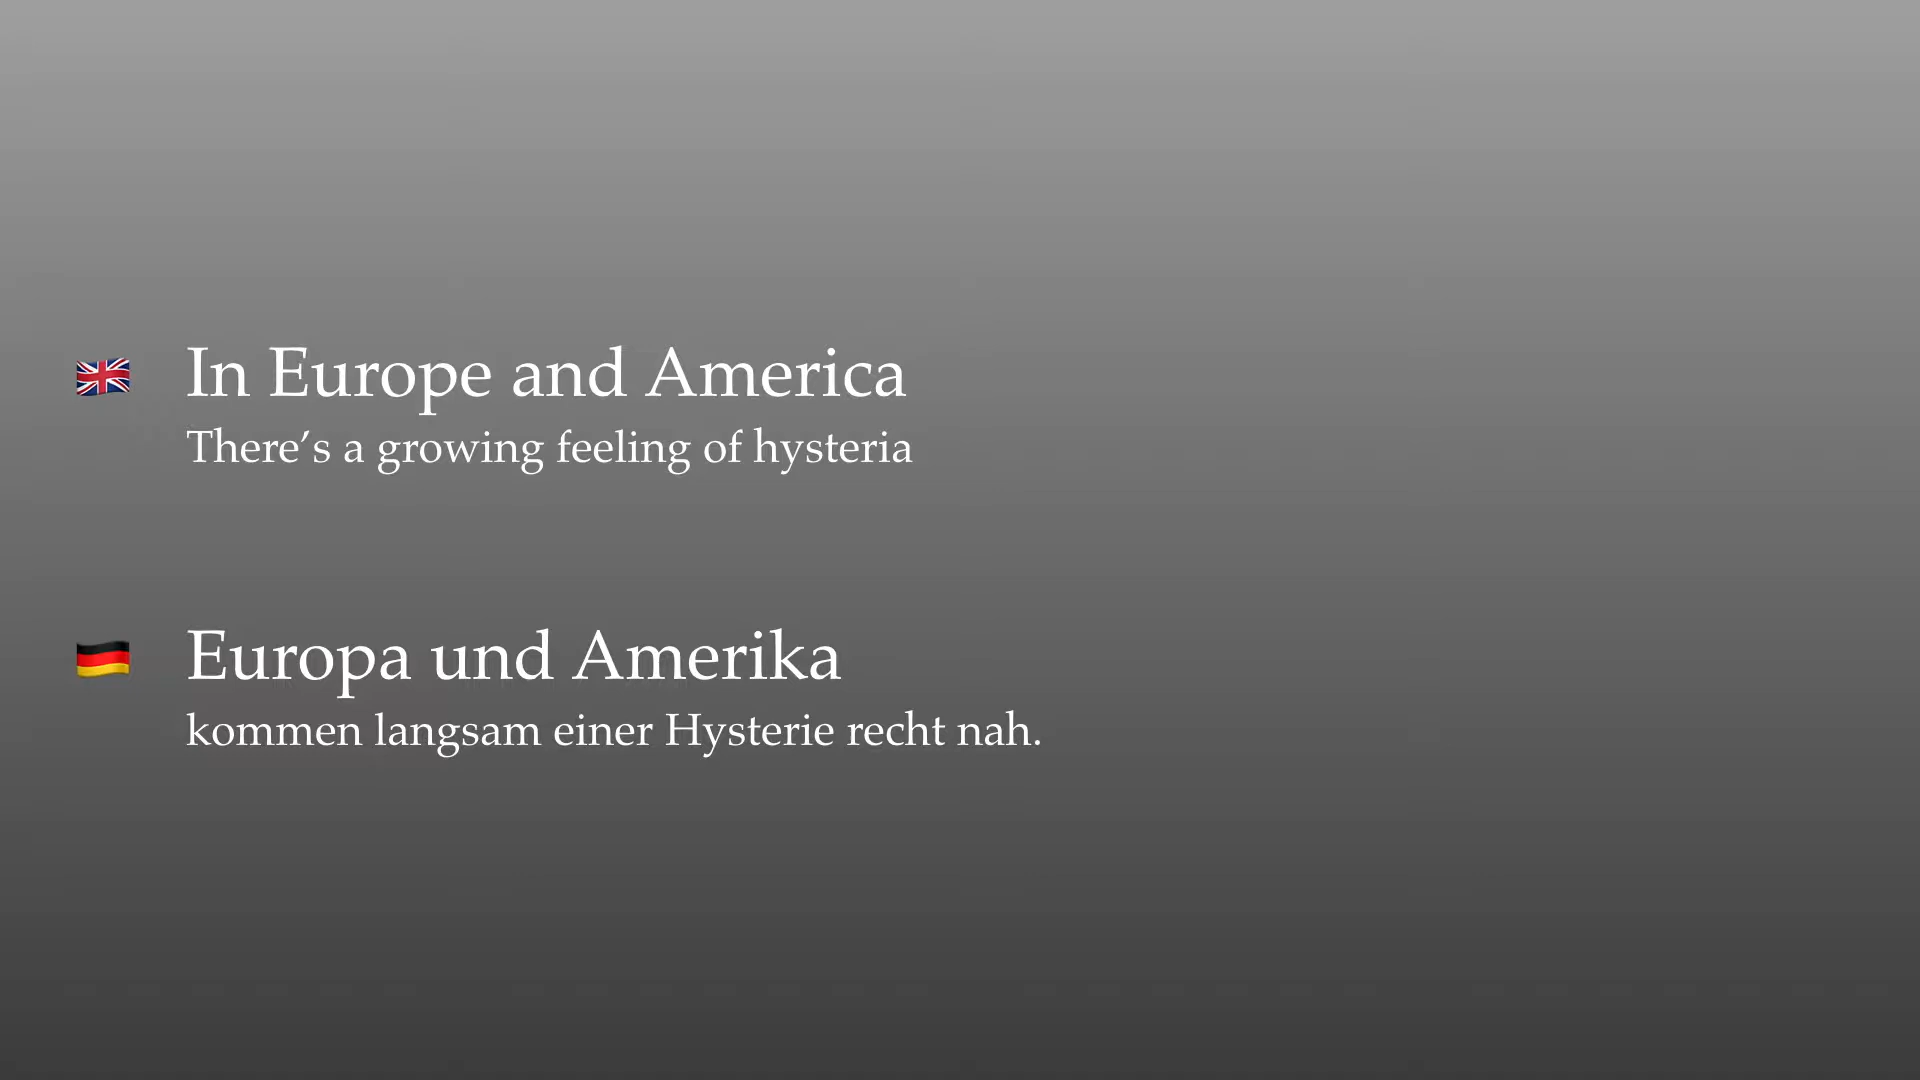 In Europe and America
There’s a growing feeling of hysteria
Europa und Amerika
kommen langsam einer Hysterie recht nah.